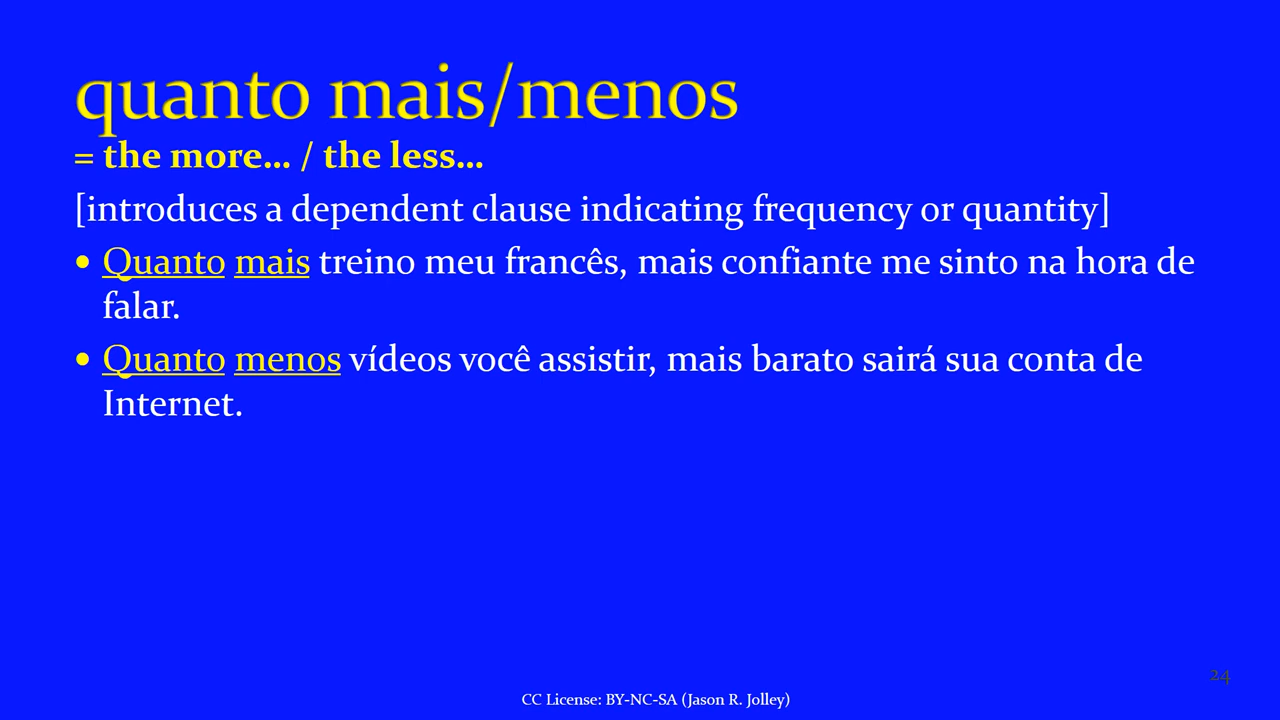 quanto mais/menos
= the more... / the less...
[introduces a dependent clause indicating frequency or quantity]
• Quanto mais treino meu francês, mais confiante me sinto na hora de
falar.
• Quanto menos vídeos você assistir, mais barato sairá sua conta de
Internet.
24
CC License: BY-NC-SA (Jason R. Jolley)